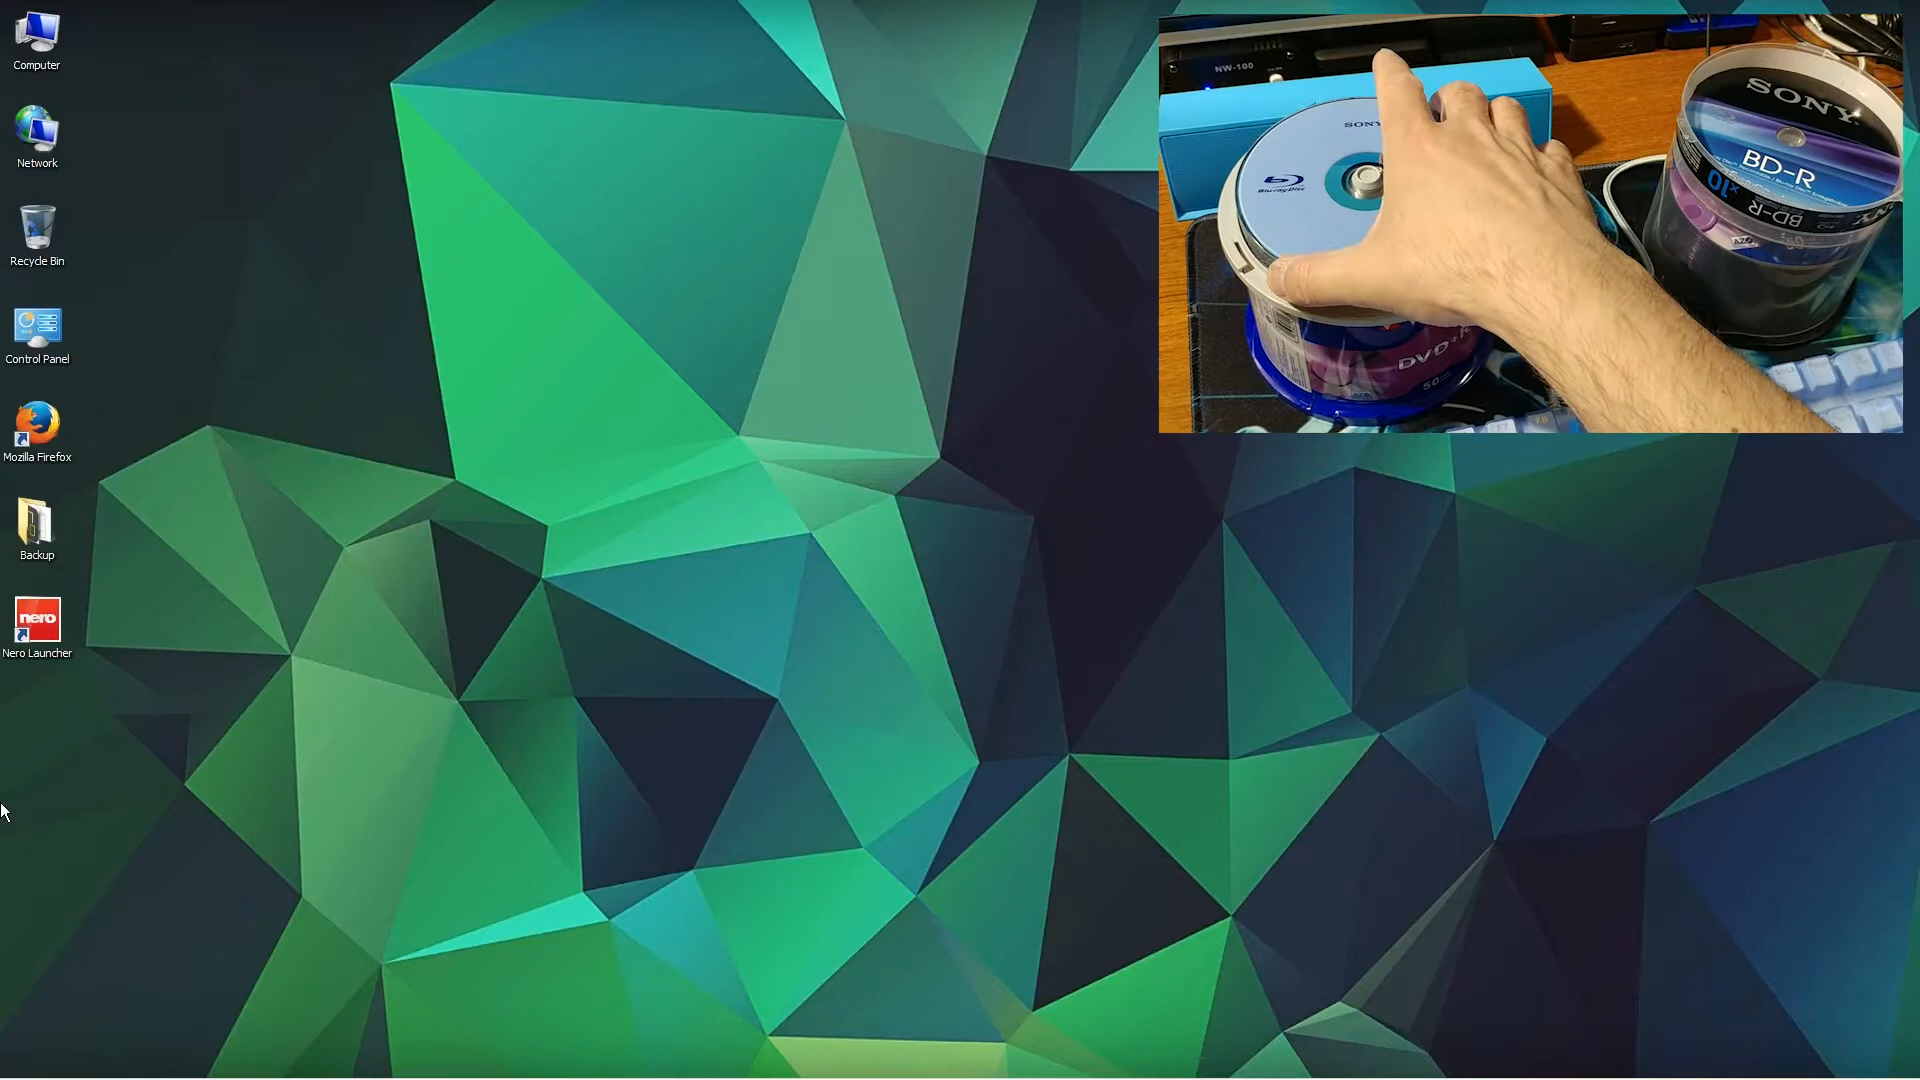 Computer
Network
Recycle Bin
Control Panel
Mozilla Firefox
Backup
nero
Nero Launcher
NW-100
SONY
Blu-ray Disc
DVD+R
50
SONY
BD-R
10x
BD-R
AZO